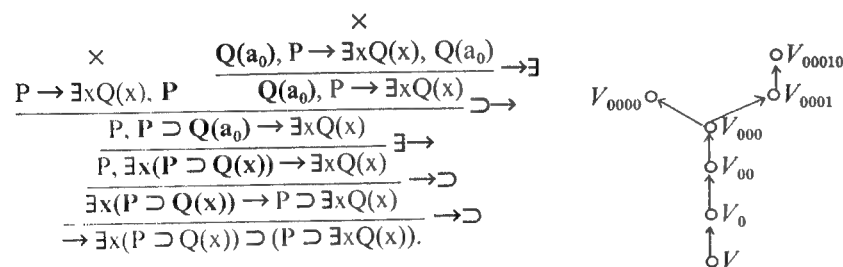 ×
× Q(a₀), P → ∃xQ(x), Q(a₀) →∃
P → ∃xQ(x), P Q(a₀), P → ∃xQ(x) ⊃→
P, P ⊃ Q(a₀) → ∃xQ(x) ∃→
P, ∃x(P ⊃ Q(x)) → ∃xQ(x) →⊃
∃x(P ⊃ Q(x)) → P ⊃ ∃xQ(x) →⊃
→ ∃x(P ⊃ Q(x)) ⊃ (P ⊃ ∃xQ(x)).
V₀₀₀₁₀
V₀₀₀₀ V₀₀₀₁
V₀₀₀
V₀₀
V₀
V